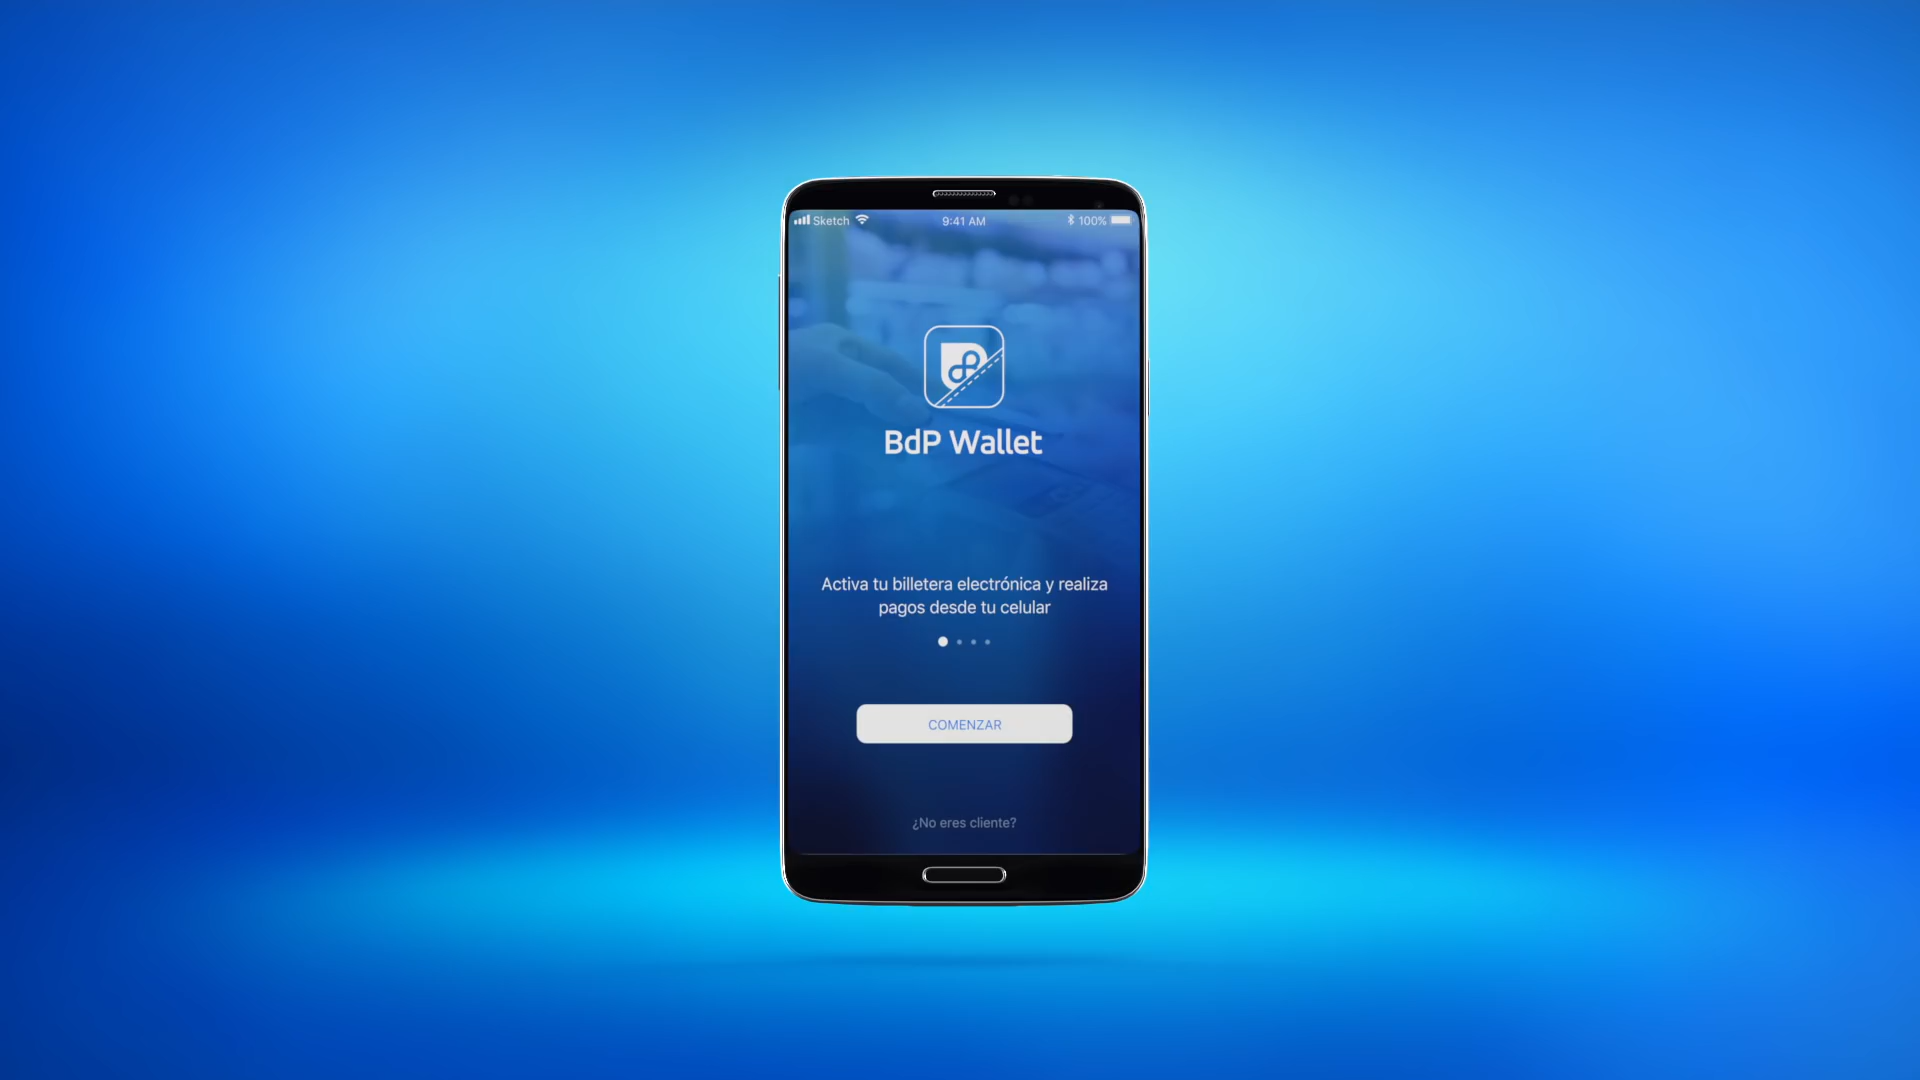 Sketch 9:41 AM 100%
BdP Wallet
Activa tu billetera electrónica y realiza
pagos desde tu celular
COMENZAR
¿No eres cliente?